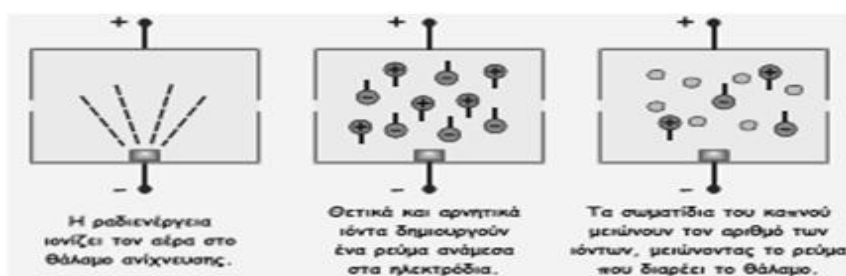 Η ραδιενέργεια
ιονίζει τον αέρα στο
θάλαμο ανίχνευσης.
Θετικά και αρνητικά
ιόντα δημιουργούν
ένα ρεύμα ανάμεσα
στα ηλεκτρόδια.
Τα σωματίδια του καπνού
μειώνουν τον αριθμό των
ιόντων, μειώνοντας το ρεύμα
που διαρέει το θάλαμο.